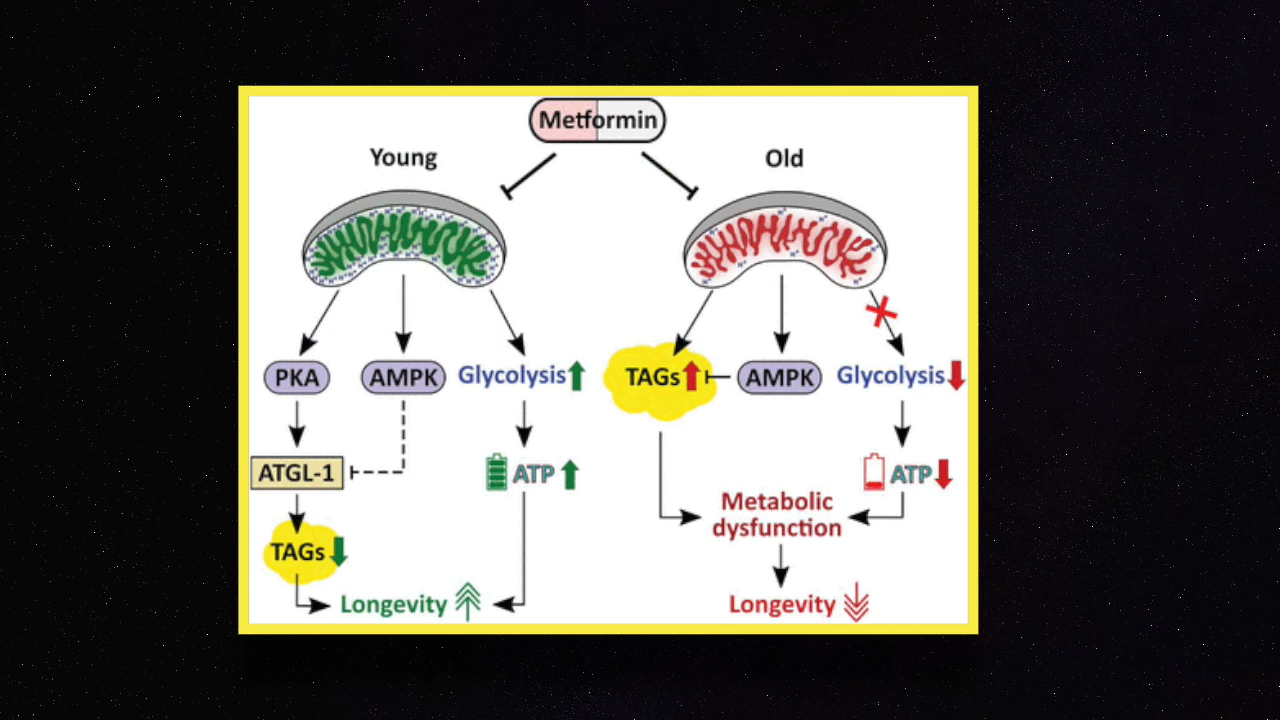 Metformin
Young
Old
PKA
AMPK
Glycolysis
TAGs
AMPK
Glycolysis
ATGL-1
ATP
ATP
Metabolic
dysfunction
TAGs
Longevity
Longevity